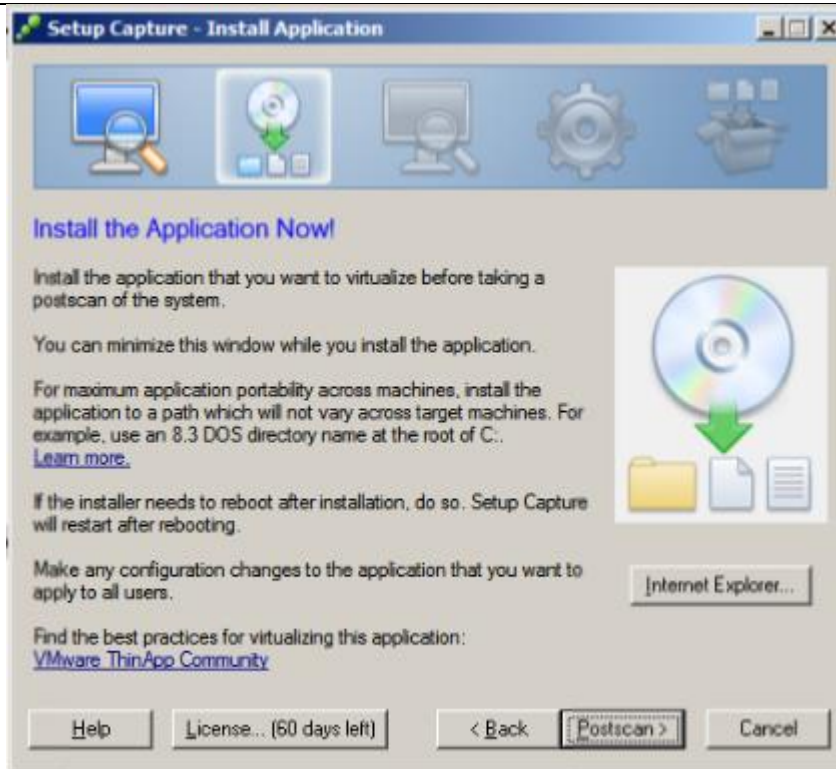 Setup Capture - Install Application
Install the Application Now!
Install the application that you want to virtualize before taking a
postscan of the system.
You can minimize this window while you install the application.
For maximum application portability across machines, install the
application to a path which will not vary across target machines. For
example, use an 8.3 DOS directory name at the root of C:.
Learn more.
If the installer needs to reboot after installation, do so. Setup Capture
will restart after rebooting.
Make any configuration changes to the application that you want to
apply to all users.
Internet Explorer...
Find the best practices for virtualizing this application:
VMware ThinApp Community
Help
License... (60 days left)
< Back
Postscan >
Cancel